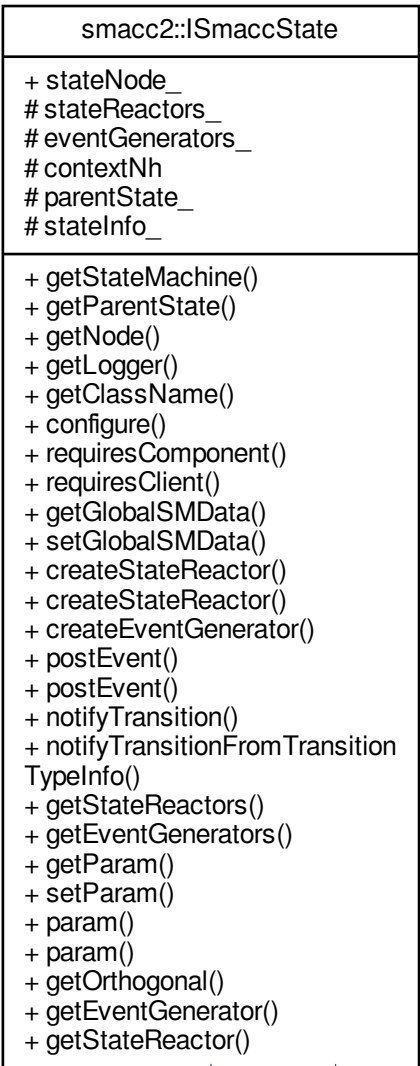 smacc2::ISmaccState
+ stateNode_
# stateReactors_
# eventGenerators_
# contextNh
# parentState_
# stateInfo_
+ getStateMachine()
+ getParentState()
+ getNode()
+ getLogger()
+ getClassName()
+ configure()
+ requiresComponent()
+ requiresClient()
+ getGlobalSMData()
+ setGlobalSMData()
+ createStateReactor()
+ createStateReactor()
+ createEventGenerator()
+ postEvent()
+ postEvent()
+ notifyTransition()
+ notifyTransitionFromTransition
TypeInfo()
+ getStateReactors()
+ getEventGenerators()
+ getParam()
+ setParam()
+ param()
+ param()
+ getOrthogonal()
+ getEventGenerator()
+ getStateReactor()